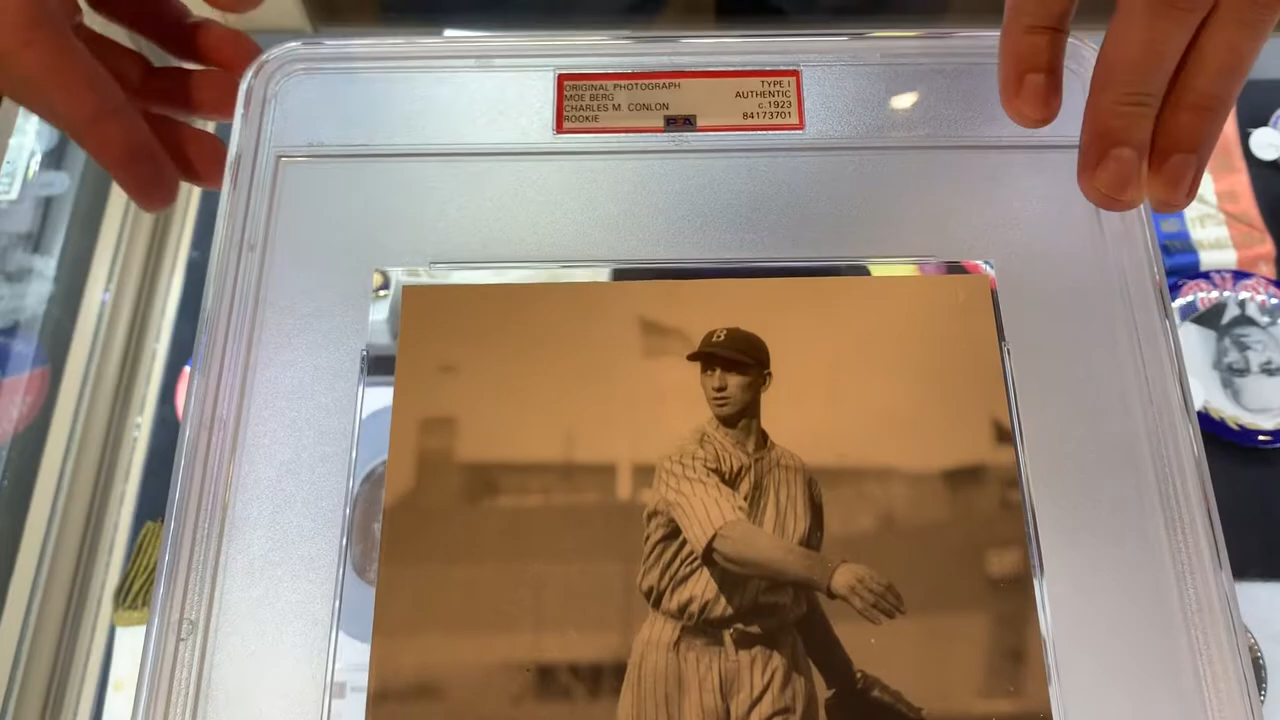 ORIGINAL PHOTOGRAPH TYPE I
MOE BERG AUTHENTIC
CHARLES M. CONLON c.1923
ROOKIE PSA 84173701
B